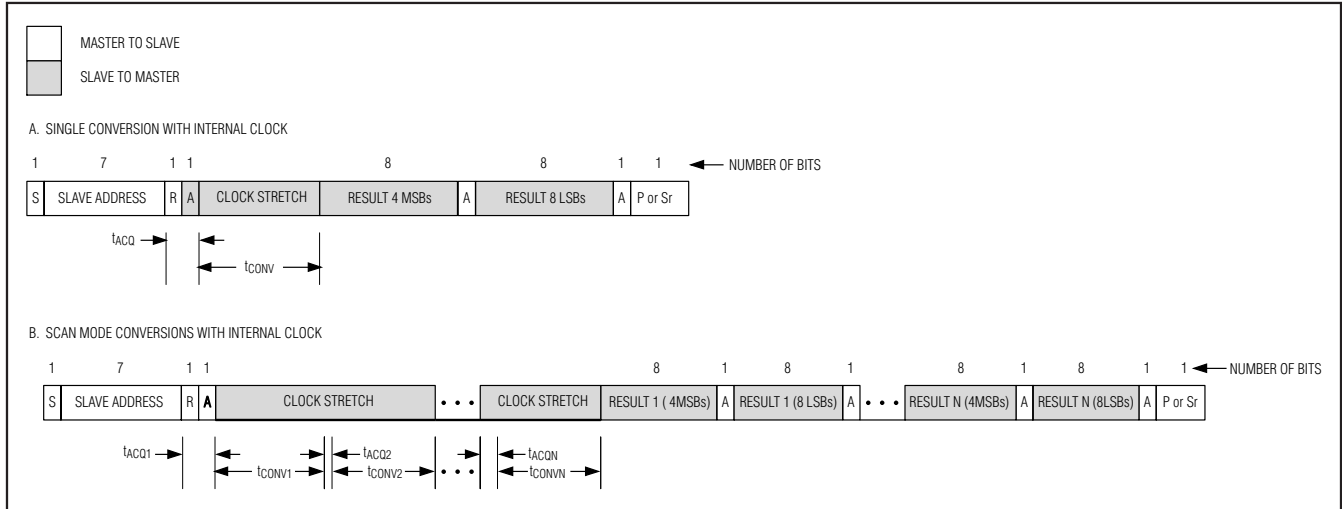 MASTER TO SLAVE
SLAVE TO MASTER
A. SINGLE CONVERSION WITH INTERNAL CLOCK
1 7 1 1 8 8 1 1 NUMBER OF BITS
S SLAVE ADDRESS R A CLOCK STRETCH RESULT 4 MSBs A RESULT 8 LSBs A P or Sr
tACQ
tCONV
B. SCAN MODE CONVERSIONS WITH INTERNAL CLOCK
1 7 1 1 8 1 8 1 8 1 8 1 1 NUMBER OF BITS
S SLAVE ADDRESS R A CLOCK STRETCH • • • CLOCK STRETCH RESULT 1 ( 4MSBs) A RESULT 1 (8 LSBs) A • • • RESULT N (4MSBs) A RESULT N (8LSBs) A P or Sr
tACQ1 tACQ2 tACQN
tCONV1 tCONV2 • • • tCONVN